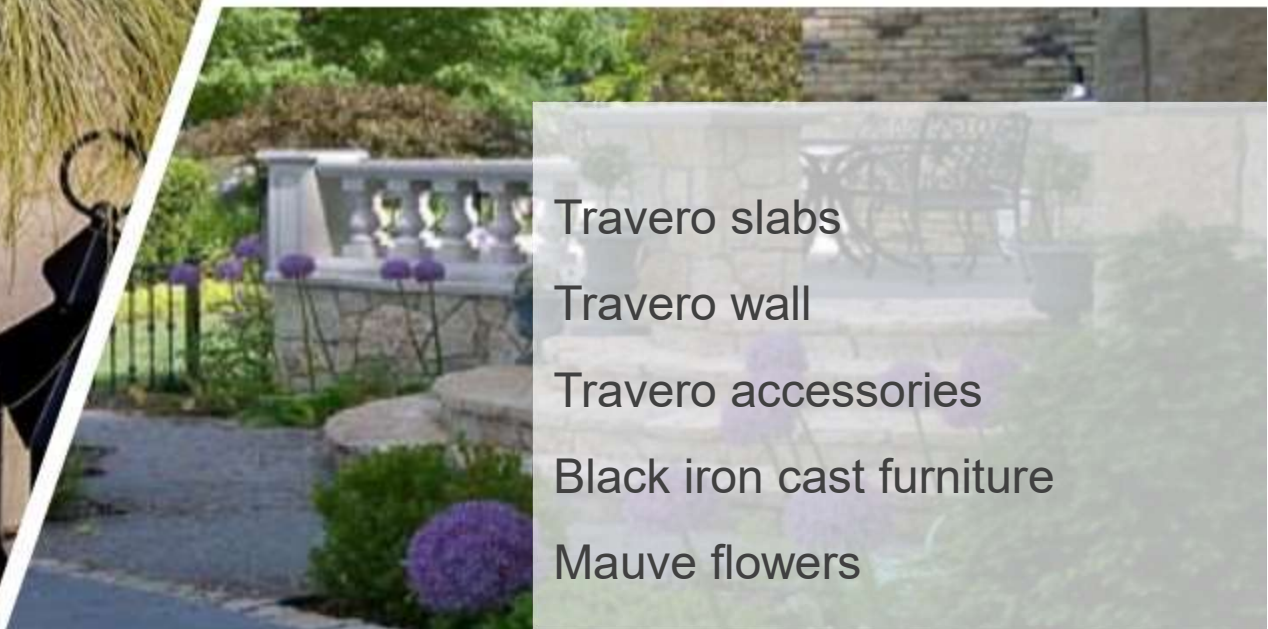 Travero slabs
Travero wall
Travero accessories
Black iron cast furniture
Mauve flowers